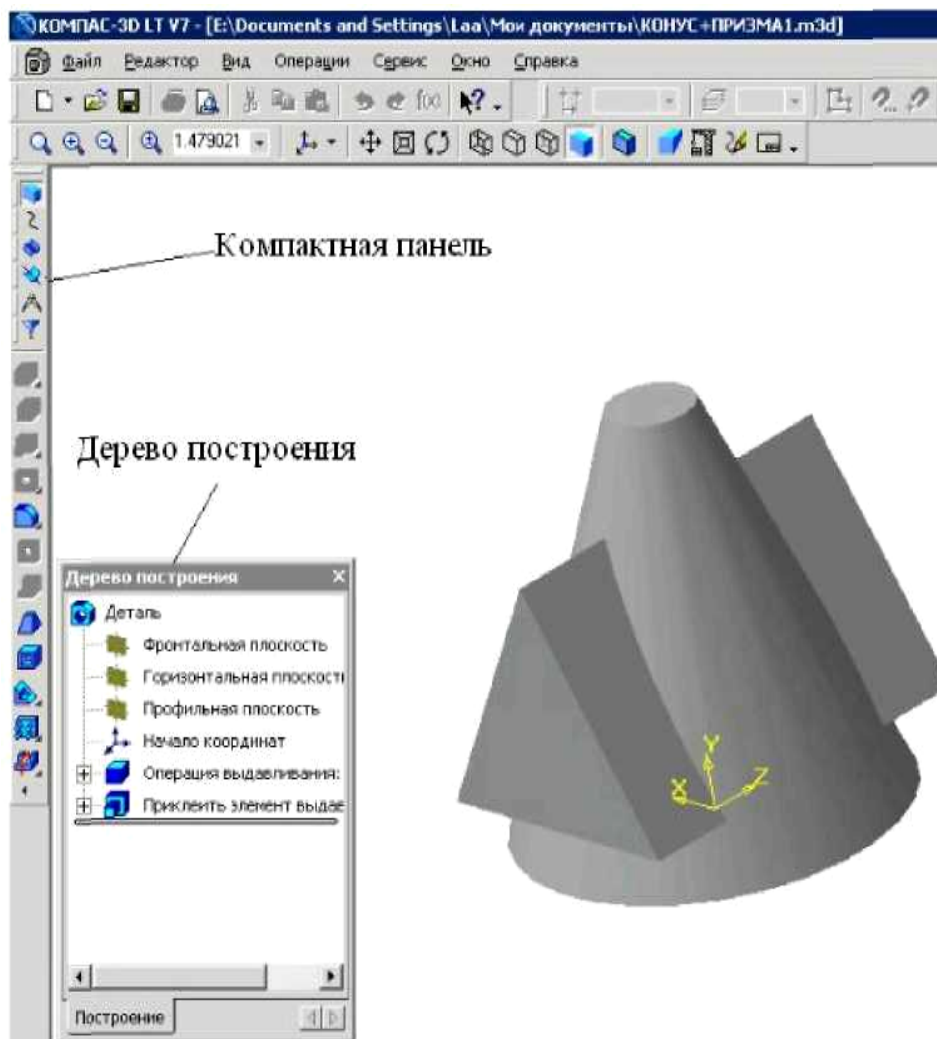 КОМПАС-3D LT V7 - [E:\Documents and Settings\Laa\Мои документы\КОНУС+ПРИЗМА1.m3d]
Файл Редактор Вид Операции Сервис Окно Справка
f(x)
1.479021
Компактная панель
Дерево построения
Дерево построения
Деталь
Фронтальная плоскость
Горизонтальная плоскости
Профильная плоскость
Начало координат
Операция выдавливания:
Приклеить элемент выдав
Y
X Z
Построение